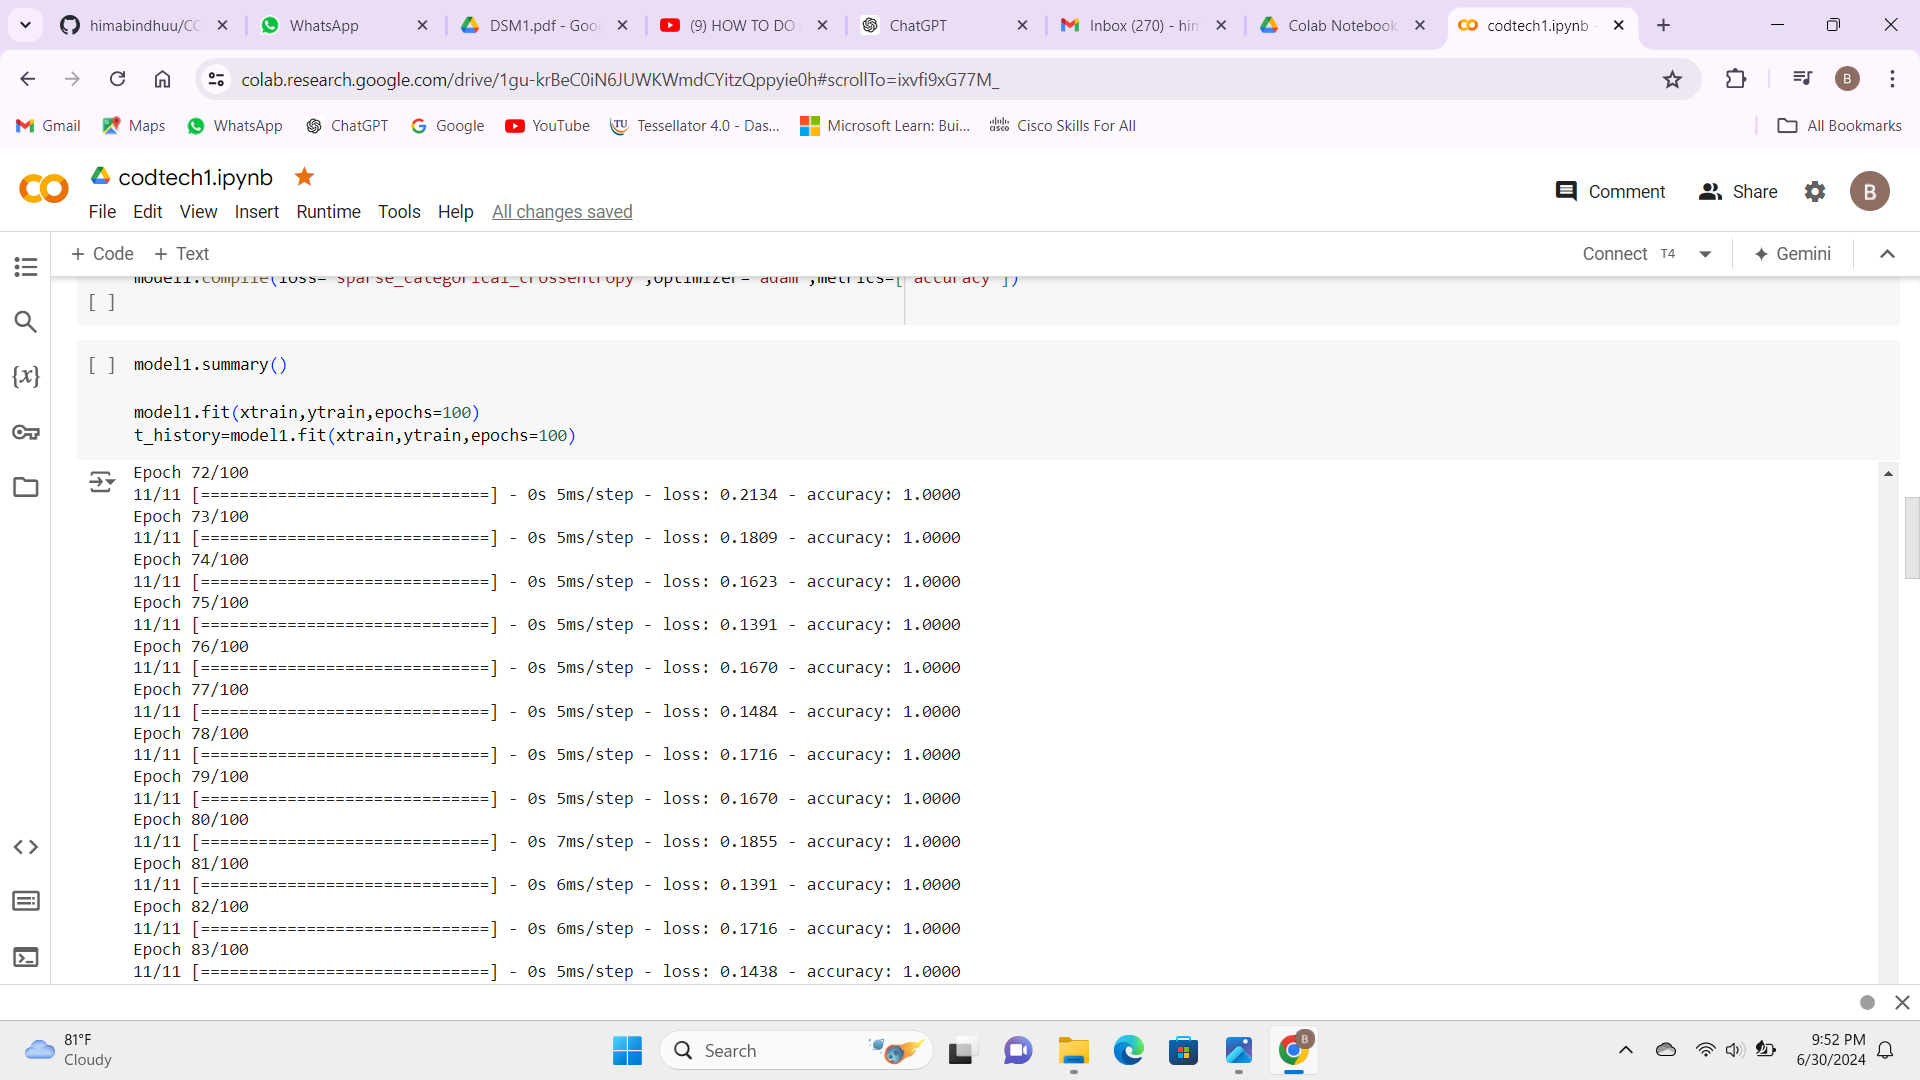 himabindhuu/CO
WhatsApp
DSM1.pdf - Goo
(9) HOW TO DO
ChatGPT
Inbox (270) - him
Colab Notebook
codtech1.ipynb -
colab.research.google.com/drive/1gu-krBeC0iN6JUWKWmdCYitzQppyie0h#scrollTo=ixvfi9xG77M_
B
Gmail
Maps
WhatsApp
ChatGPT
Google
YouTube
Tessellator 4.0 - Das...
Microsoft Learn: Bui...
Cisco Skills For All
All Bookmarks
codtech1.ipynb
File Edit View Insert Runtime Tools Help All changes saved
Comment
Share
B
+ Code + Text
Connect T4
Gemini
model1.compile(loss='sparse_categorical_crossentropy',optimizer='adam',metrics=['accuracy'])
[ ]
[ ] model1.summary()
model1.fit(xtrain,ytrain,epochs=100)
t_history=model1.fit(xtrain,ytrain,epochs=100)
Epoch 72/100
11/11 [==============================] - 0s 5ms/step - loss: 0.2134 - accuracy: 1.0000
Epoch 73/100
11/11 [==============================] - 0s 5ms/step - loss: 0.1809 - accuracy: 1.0000
Epoch 74/100
11/11 [==============================] - 0s 5ms/step - loss: 0.1623 - accuracy: 1.0000
Epoch 75/100
11/11 [==============================] - 0s 5ms/step - loss: 0.1391 - accuracy: 1.0000
Epoch 76/100
11/11 [==============================] - 0s 5ms/step - loss: 0.1670 - accuracy: 1.0000
Epoch 77/100
11/11 [==============================] - 0s 5ms/step - loss: 0.1484 - accuracy: 1.0000
Epoch 78/100
11/11 [==============================] - 0s 5ms/step - loss: 0.1716 - accuracy: 1.0000
Epoch 79/100
11/11 [==============================] - 0s 5ms/step - loss: 0.1670 - accuracy: 1.0000
Epoch 80/100
11/11 [==============================] - 0s 7ms/step - loss: 0.1855 - accuracy: 1.0000
Epoch 81/100
11/11 [==============================] - 0s 6ms/step - loss: 0.1391 - accuracy: 1.0000
Epoch 82/100
11/11 [==============================] - 0s 6ms/step - loss: 0.1716 - accuracy: 1.0000
Epoch 83/100
11/11 [==============================] - 0s 5ms/step - loss: 0.1438 - accuracy: 1.0000
81°F
Cloudy
Search
B
9:52 PM
6/30/2024